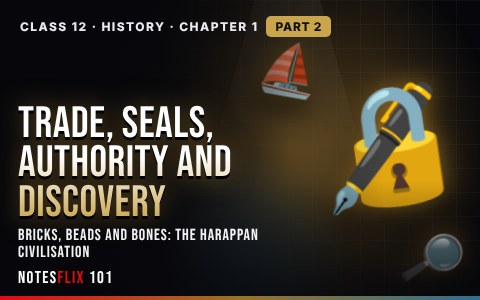 CLASS 12 · HISTORY · CHAPTER 1 PART 2
TRADE, SEALS,
AUTHORITY AND
DISCOVERY
BRICKS, BEADS AND BONES: THE HARAPPAN
CIVILISATION
NOTESFLIX 101